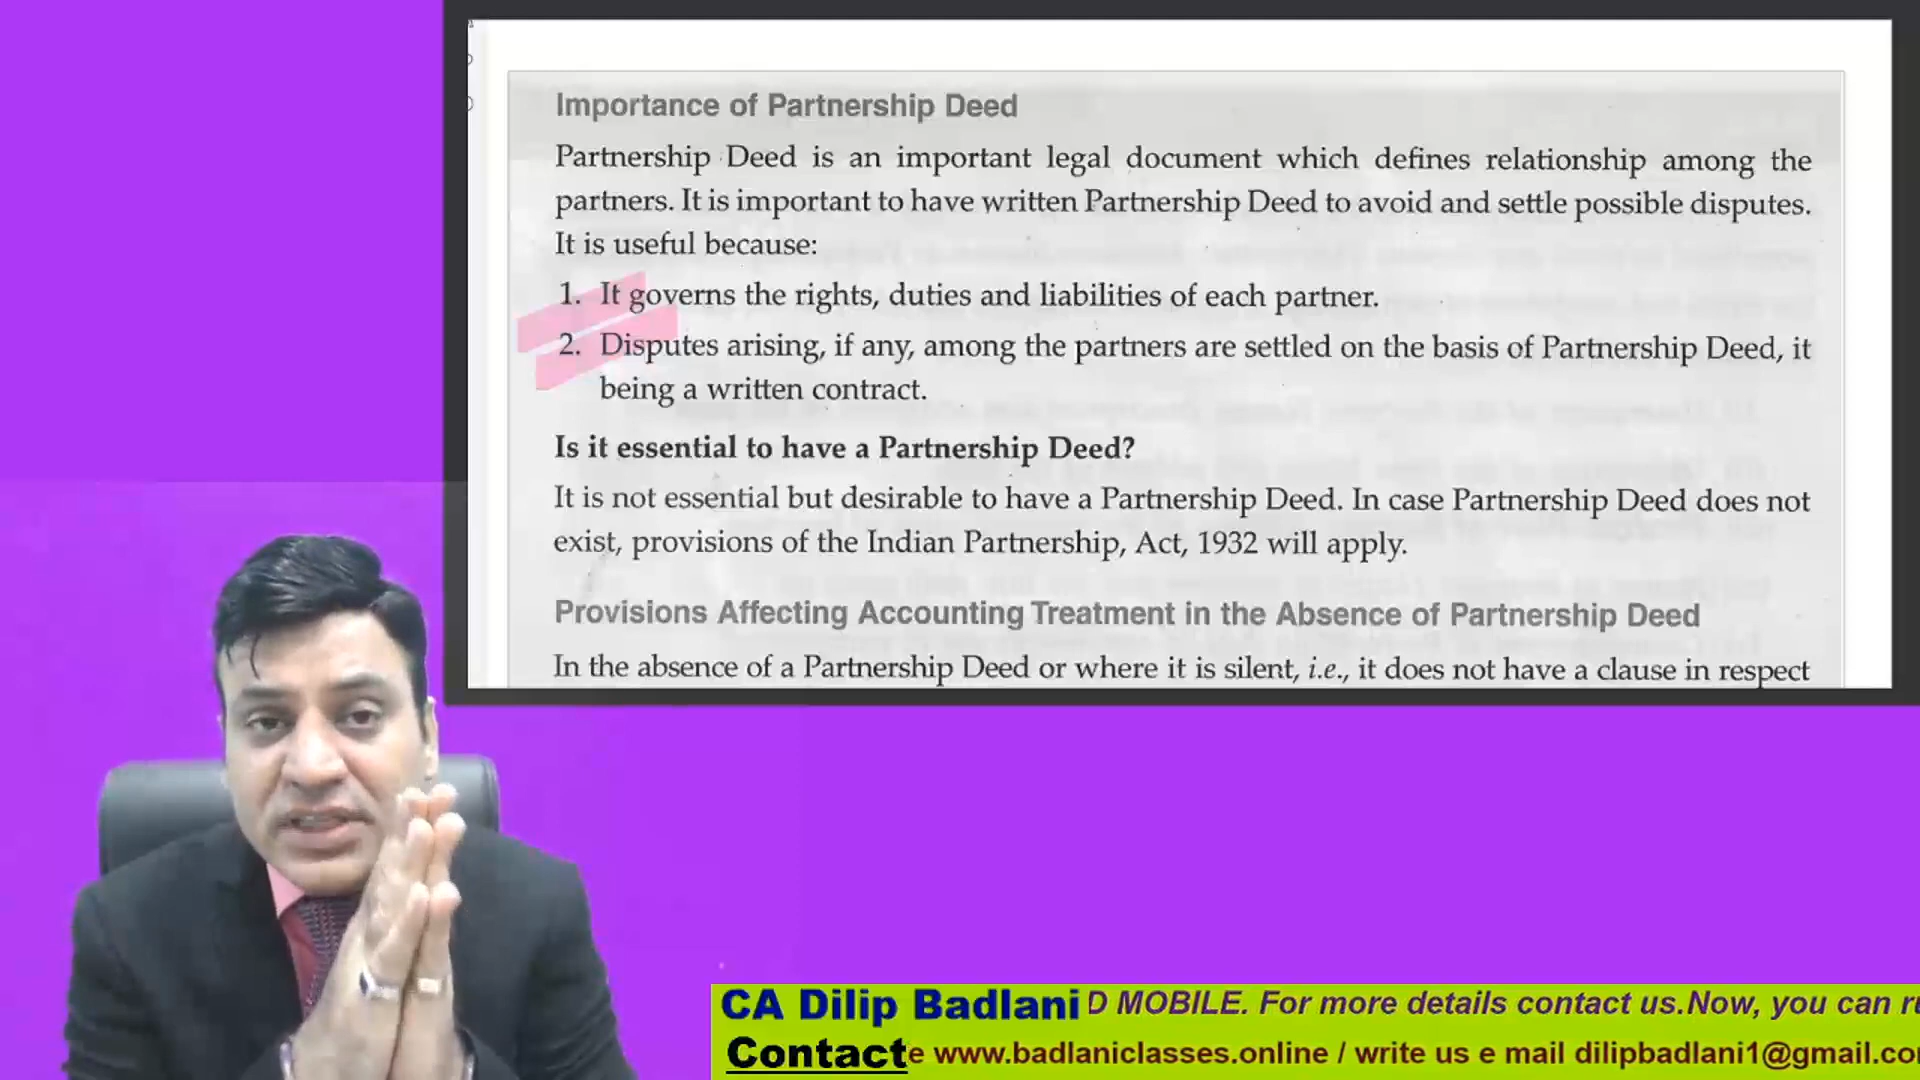 Importance of Partnership Deed
Partnership Deed is an important legal document which defines relationship among the
partners. It is important to have written Partnership Deed to avoid and settle possible disputes.
It is useful because:
1. It governs the rights, duties and liabilities of each partner.
2. Disputes arising, if any, among the partners are settled on the basis of Partnership Deed, it
being a written contract.
Is it essential to have a Partnership Deed?
It is not essential but desirable to have a Partnership Deed. In case Partnership Deed does not
exist, provisions of the Indian Partnership, Act, 1932 will apply.
Provisions Affecting Accounting Treatment in the Absence of Partnership Deed
In the absence of a Partnership Deed or where it is silent, i.e., it does not have a clause in respect
CA Dilip Badlani D MOBILE. For more details contact us.Now, you can ru
Contact e www.badlaniclasses.online / write us e mail dilipbadlani1@gmail.co